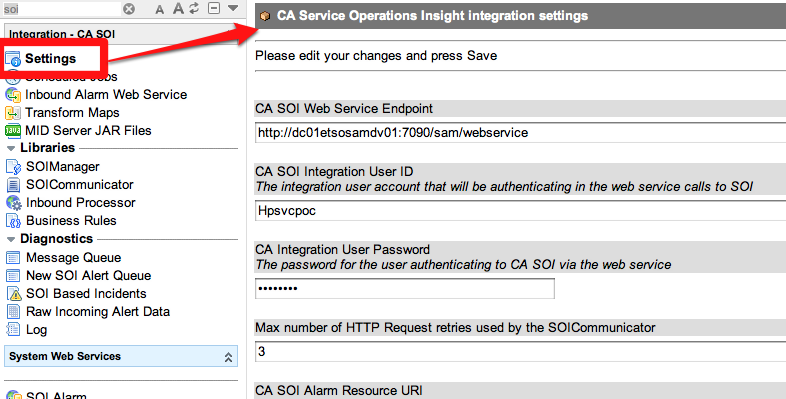 soi
A A
Integration - CA SOI
Settings
Scheduled Jobs
Inbound Alarm Web Service
Transform Maps
MID Server JAR Files
Libraries
SOIManager
SOICommunicator
Inbound Processor
Business Rules
Diagnostics
Message Queue
New SOI Alert Queue
SOI Based Incidents
Raw Incoming Alert Data
Log
System Web Services
SOI Alarm
CA Service Operations Insight integration settings
Please edit your changes and press Save
CA SOI Web Service Endpoint
http://dc01etsosamdv01:7090/sam/webservice
CA SOI Integration User ID
The integration user account that will be authenticating in the web service calls to SOI
Hpsvcpoc
CA Integration User Password
The password for the user authenticating to CA SOI via the web service
••••••••
Max number of HTTP Request retries used by the SOICommunicator
3
CA SOI Alarm Resource URI